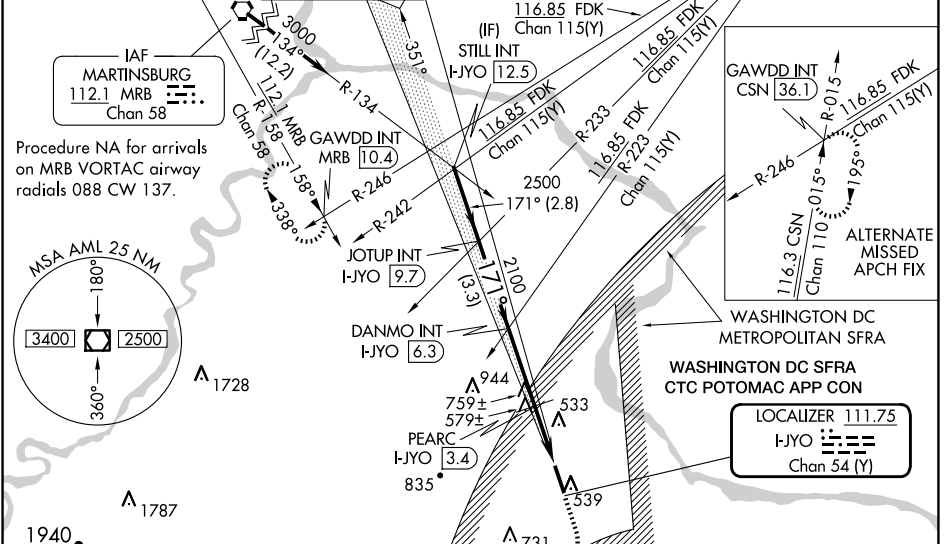 IAF
MARTINSBURG
112.1 MRB
Chan 58
Procedure NA for arrivals
on MRB VORTAC airway
radials 088 CW 137.
3000
134°
(12.2)
R-134
112.1 MRB
R-158
Chan 58
158°
338°
GAWDD INT
MRB 10.4
R-246
R-242
351°
(IF)
STILL INT
I-JYO 12.5
116.85 FDK
Chan 115(Y)
116.85 FDK
Chan 115(Y)
116.85 FDK
Chan 115(Y)
R-233
116.85 FDK
R-223
Chan 115(Y)
2500
171° (2.8)
JOTUP INT
I-JYO 9.7
171°
2100
(3.3)
DANMO INT
I-JYO 6.3
944
759±
579±
533
PEARC
I-JYO 3.4
835
539
731
GAWDD INT
CSN 36.1
R-015
116.85 FDK
Chan 115(Y)
R-246
015°
195°
116.3 CSN
Chan 110
ALTERNATE
MISSED
APCH FIX
WASHINGTON DC
METROPOLITAN SFRA
WASHINGTON DC SFRA
CTC POTOMAC APP CON
LOCALIZER 111.75
I-JYO
Chan 54 (Y)
MSA AML 25 NM
180°
3400
2500
360°
1728
1787
1940